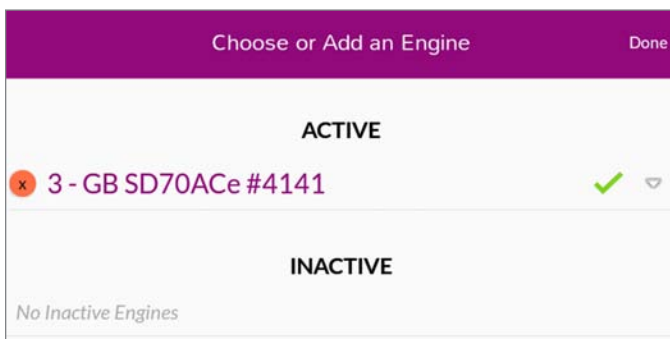 Choose or Add an Engine Done
ACTIVE
x 3 - GB SD70ACe #4141
INACTIVE
No Inactive Engines